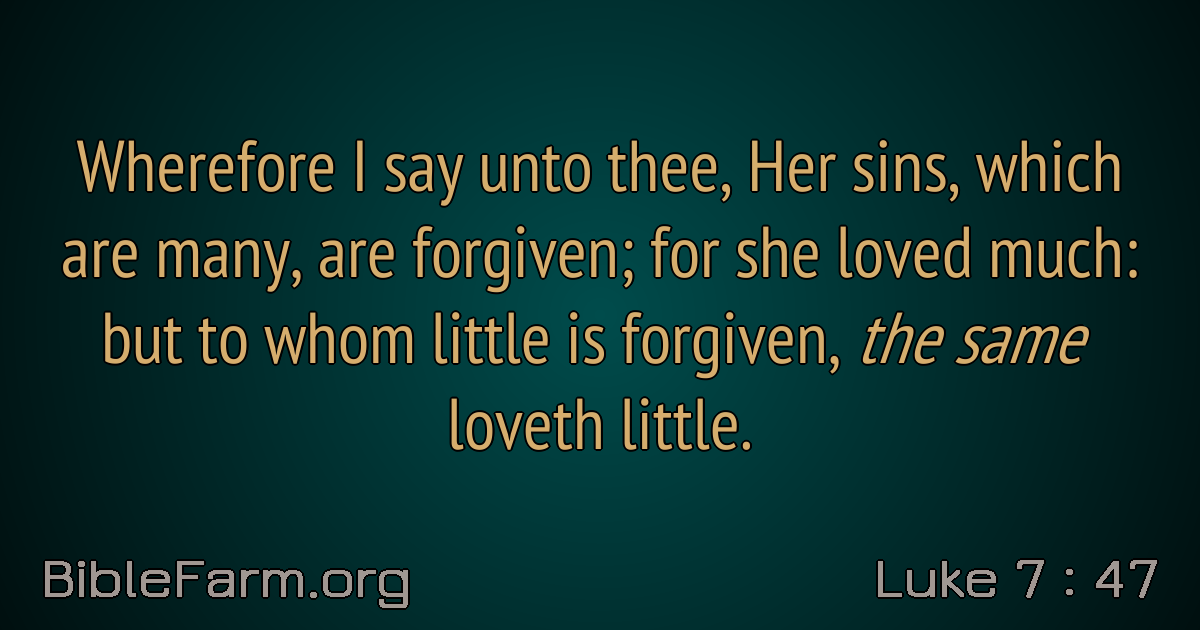 Wherefore I say unto thee, Her sins, which
are many, are forgiven; for she loved much:
but to whom little is forgiven, the same
loveth little.
BibleFarm.org
Luke 7 : 47